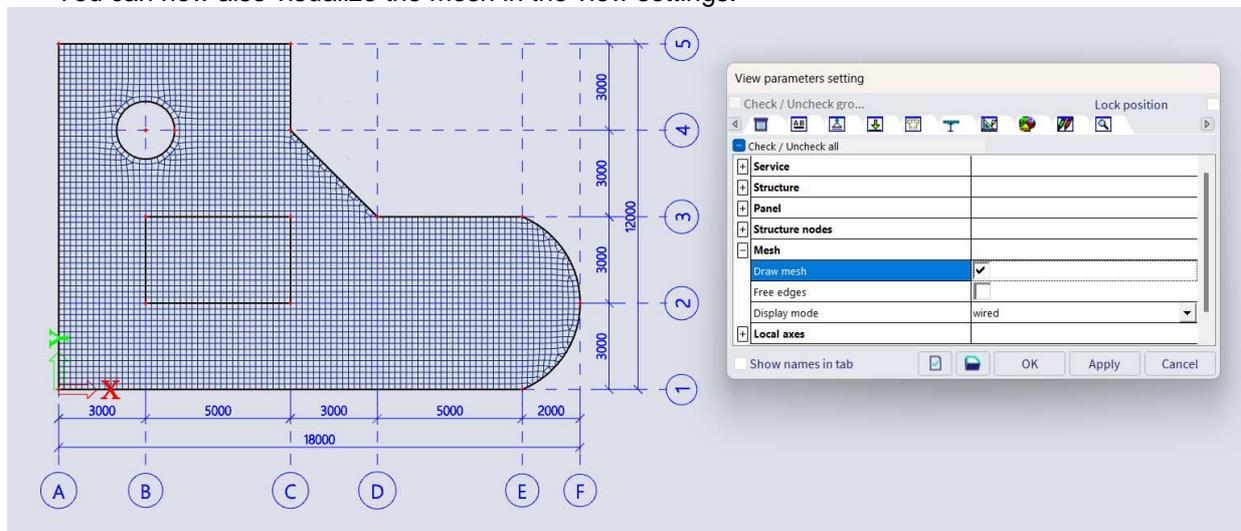 You can now also visualize the mesh in the view settings.
5
3000
4
3000
12000
3
3000
2
3000
1
Y
X
3000 5000 3000 5000 2000
18000
A B C D E F
View parameters setting
Check / Uncheck gro... Lock position
Check / Uncheck all
Service
Structure
Panel
Structure nodes
Mesh
Draw mesh
Free edges
Display mode wired
Local axes
Show names in tab OK Apply Cancel